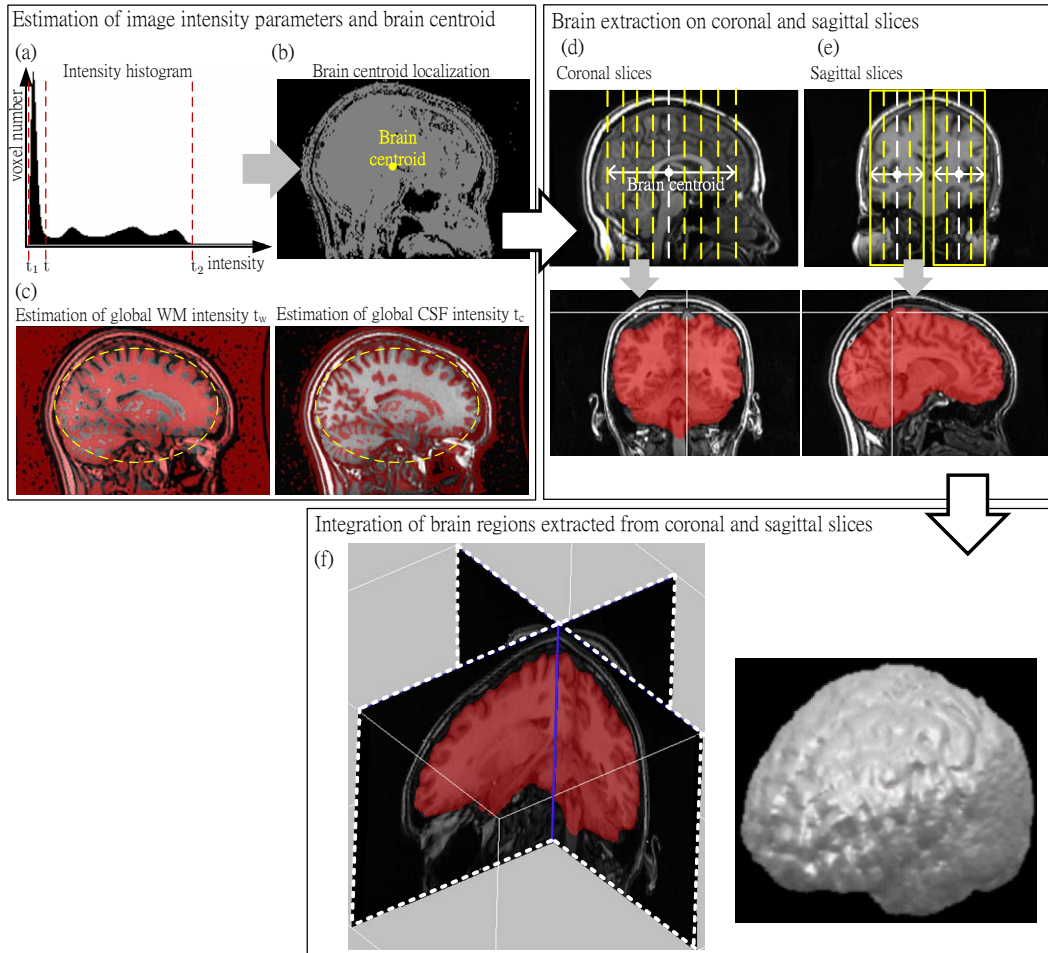 Estimation of image intensity parameters and brain centroid
(a)
Intensity histogram
voxel number
t₁
t
t₂
intensity
(b)
Brain centroid localization
Brain
centroid
(c)
Estimation of global WM intensity t_w
Estimation of global CSF intensity t_c
Brain extraction on coronal and sagittal slices
(d)
Coronal slices
Brain centroid
(e)
Sagittal slices
Integration of brain regions extracted from coronal and sagittal slices
(f)